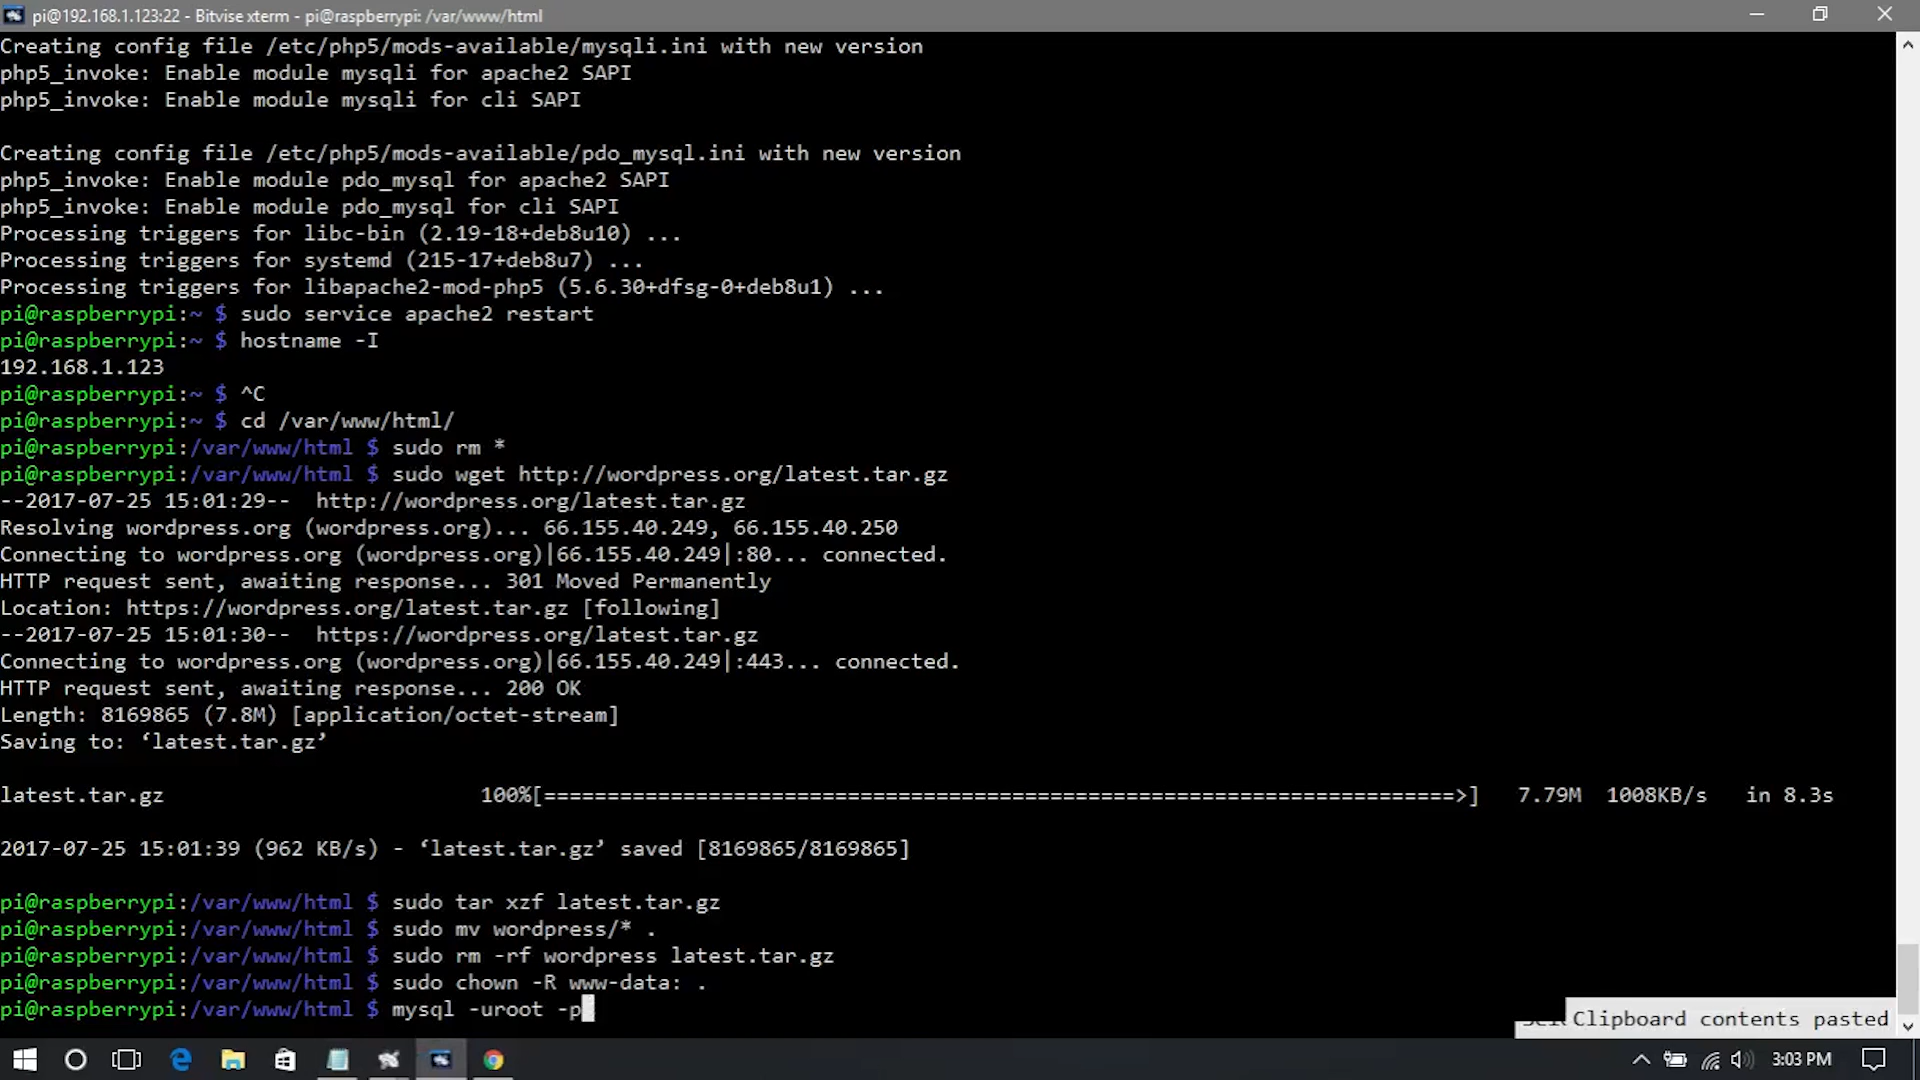 pi@192.168.1.123:22 - Bitvise xterm - pi@raspberrypi: /var/www/html
Creating config file /etc/php5/mods-available/mysqli.ini with new version
php5_invoke: Enable module mysqli for apache2 SAPI
php5_invoke: Enable module mysqli for cli SAPI
Creating config file /etc/php5/mods-available/pdo_mysql.ini with new version
php5_invoke: Enable module pdo_mysql for apache2 SAPI
php5_invoke: Enable module pdo_mysql for cli SAPI
Processing triggers for libc-bin (2.19-18+deb8u10) ...
Processing triggers for systemd (215-17+deb8u7) ...
Processing triggers for libapache2-mod-php5 (5.6.30+dfsg-0+deb8u1) ...
pi@raspberrypi:~ $ sudo service apache2 restart
pi@raspberrypi:~ $ hostname -I
192.168.1.123
pi@raspberrypi:~ $ ^C
pi@raspberrypi:~ $ cd /var/www/html/
pi@raspberrypi:/var/www/html $ sudo rm *
pi@raspberrypi:/var/www/html $ sudo wget http://wordpress.org/latest.tar.gz
--2017-07-25 15:01:29--  http://wordpress.org/latest.tar.gz
Resolving wordpress.org (wordpress.org)... 66.155.40.249, 66.155.40.250
Connecting to wordpress.org (wordpress.org)|66.155.40.249|:80... connected.
HTTP request sent, awaiting response... 301 Moved Permanently
Location: https://wordpress.org/latest.tar.gz [following]
--2017-07-25 15:01:30--  https://wordpress.org/latest.tar.gz
Connecting to wordpress.org (wordpress.org)|66.155.40.249|:443... connected.
HTTP request sent, awaiting response... 200 OK
Length: 8169865 (7.8M) [application/octet-stream]
Saving to: ‘latest.tar.gz’
latest.tar.gz 100%[========================================================================>] 7.79M 1008KB/s in 8.3s
2017-07-25 15:01:39 (962 KB/s) - ‘latest.tar.gz’ saved [8169865/8169865]
pi@raspberrypi:/var/www/html $ sudo tar xzf latest.tar.gz
pi@raspberrypi:/var/www/html $ sudo mv wordpress/* .
pi@raspberrypi:/var/www/html $ sudo rm -rf wordpress latest.tar.gz
pi@raspberrypi:/var/www/html $ sudo chown -R www-data: .
pi@raspberrypi:/var/www/html $ mysql -uroot -p
Clipboard contents pasted
3:03 PM